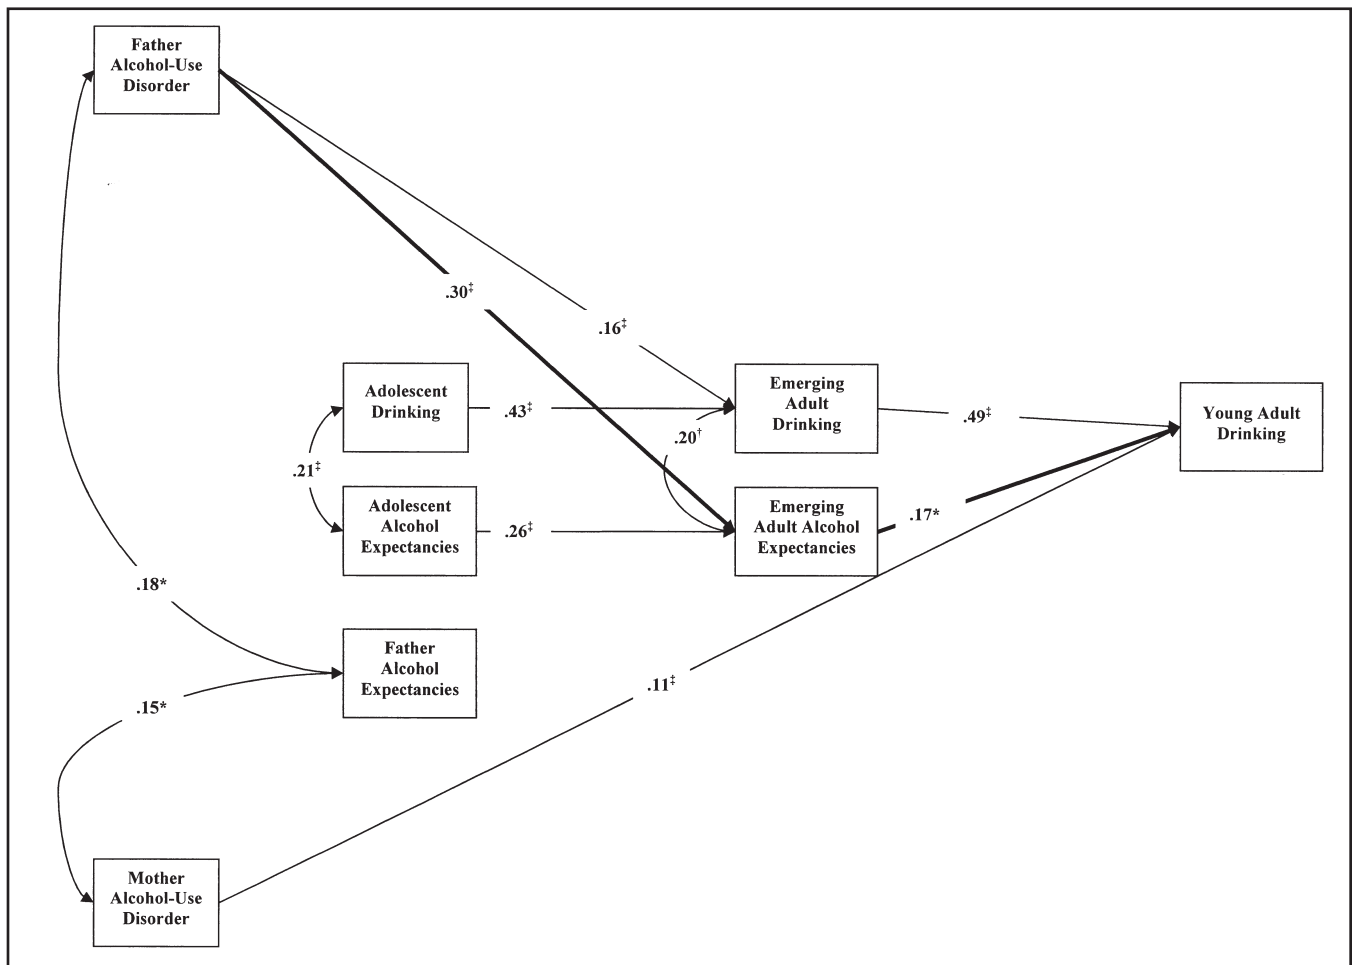 Father
Alcohol-Use
Disorder
.30‡
.16‡
Adolescent
Drinking
.43‡
Emerging
Adult
Drinking
.49‡
Young Adult
Drinking
.20†
.21‡
Adolescent
Alcohol
Expectancies
.26‡
Emerging
Adult Alcohol
Expectancies
.17*
.18*
Father
Alcohol
Expectancies
.11‡
.15*
Mother
Alcohol-Use
Disorder